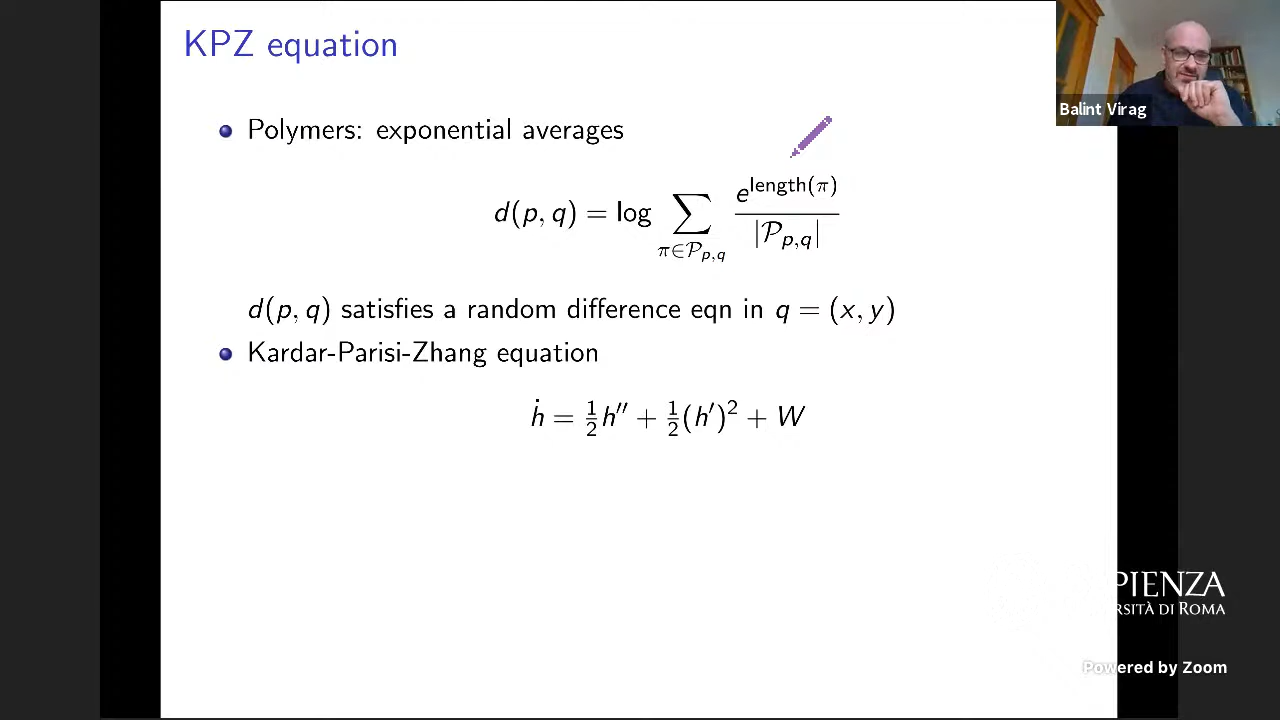 KPZ equation
Balint Virag
Polymers: exponential averages
d(p, q) = log ∑_{π∈𝒫_{p,q}} e^{length(π)} / |𝒫_{p,q}|
d(p, q) satisfies a random difference eqn in q = (x, y)
Kardar-Parisi-Zhang equation
ḣ = ½h′′ + ½(h′)² + W
PIENZA
RSITÀ DI ROMA
Powered by Zoom